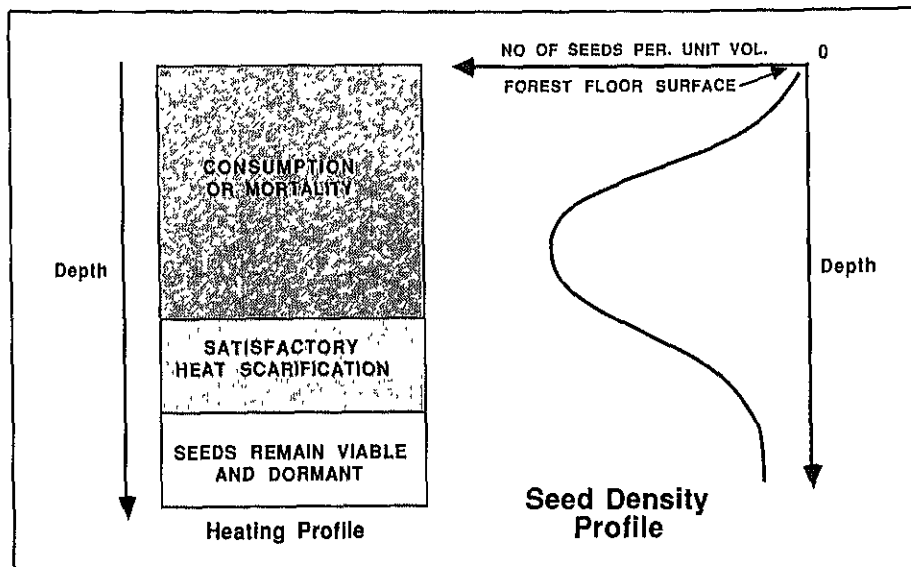 NO OF SEEDS PER. UNIT VOL.
0
FOREST FLOOR SURFACE
CONSUMPTION
OR MORTALITY
Depth
Depth
SATISFACTORY
HEAT SCARIFICATION
SEEDS REMAIN VIABLE
AND DORMANT
Heating Profile
Seed Density
Profile